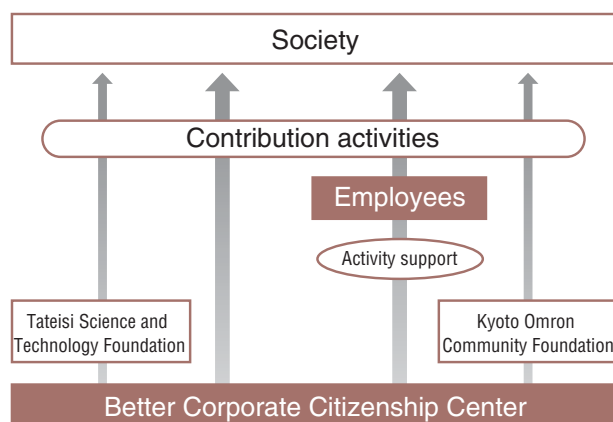 Society
Contribution activities
Employees
Activity support
Tateisi Science and
Technology Foundation
Kyoto Omron
Community Foundation
Better Corporate Citizenship Center